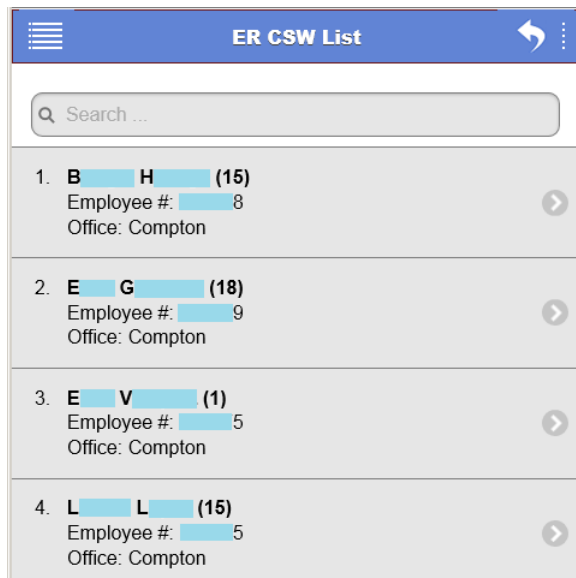 ER CSW List
Search ...
1. B H (15)
Employee #: 8
Office: Compton
2. E G (18)
Employee #: 9
Office: Compton
3. E V (1)
Employee #: 5
Office: Compton
4. L L (15)
Employee #: 5
Office: Compton